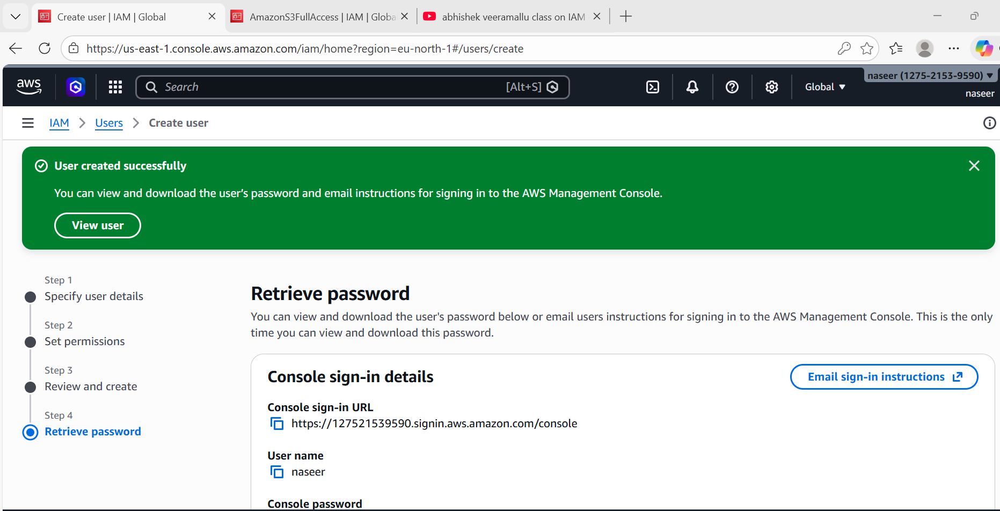 Create user | IAM | Global
AmazonS3FullAccess | IAM | Globa
abhishek veeramallu class on IAM
https://us-east-1.console.aws.amazon.com/iam/home?region=eu-north-1#/users/create
aws
Search
[Alt+S]
Global
naseer (1275-2153-9590)
naseer
IAM
Users
Create user
User created successfully
You can view and download the user's password and email instructions for signing in to the AWS Management Console.
View user
Step 1
Specify user details
Step 2
Set permissions
Step 3
Review and create
Step 4
Retrieve password
Retrieve password
You can view and download the user's password below or email users instructions for signing in to the AWS Management Console. This is the only
time you can view and download this password.
Console sign-in details
Email sign-in instructions
Console sign-in URL
https://127521539590.signin.aws.amazon.com/console
User name
naseer
Console password